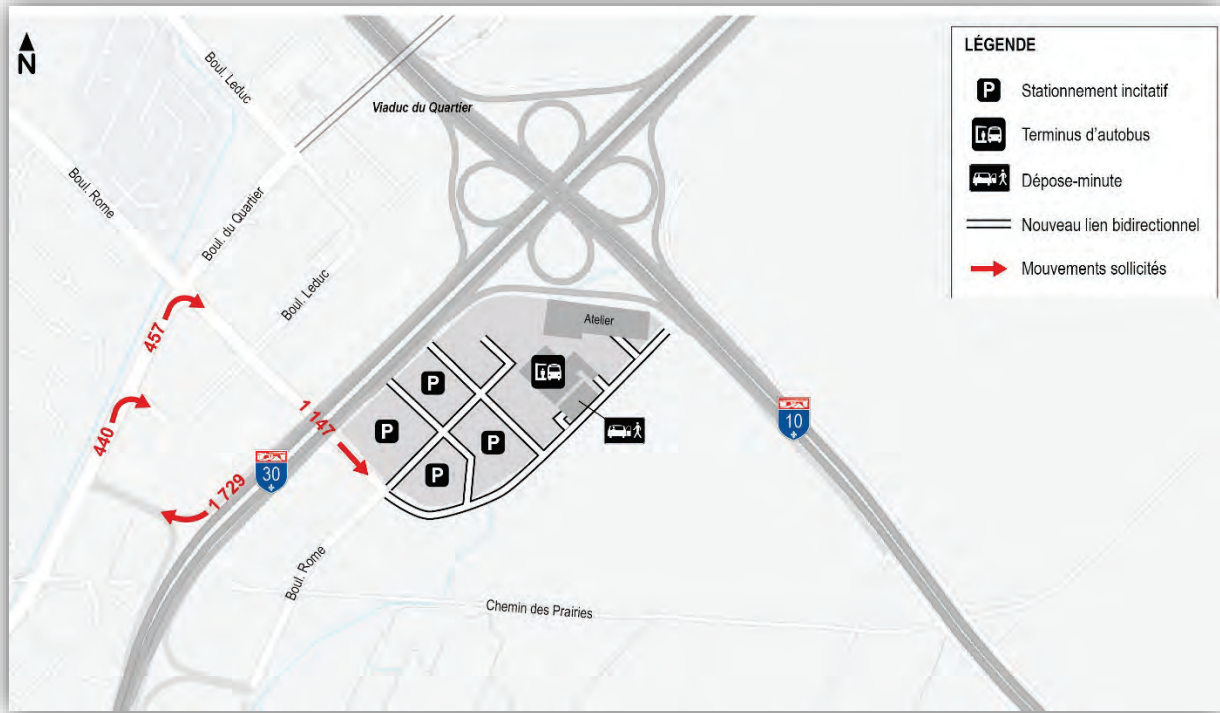 N
Boul. Leduc
Viaduc du Quartier
Boul. Rome
Boul. du Quartier
Boul. Leduc
457
440
1 147
1 729
30
10
Atelier
P
P
P
P
Boul. Rome
Chemin des Prairies
LÉGENDE
P Stationnement incitatif
Terminus d'autobus
Dépose-minute
Nouveau lien bidirectionnel
Mouvements sollicités